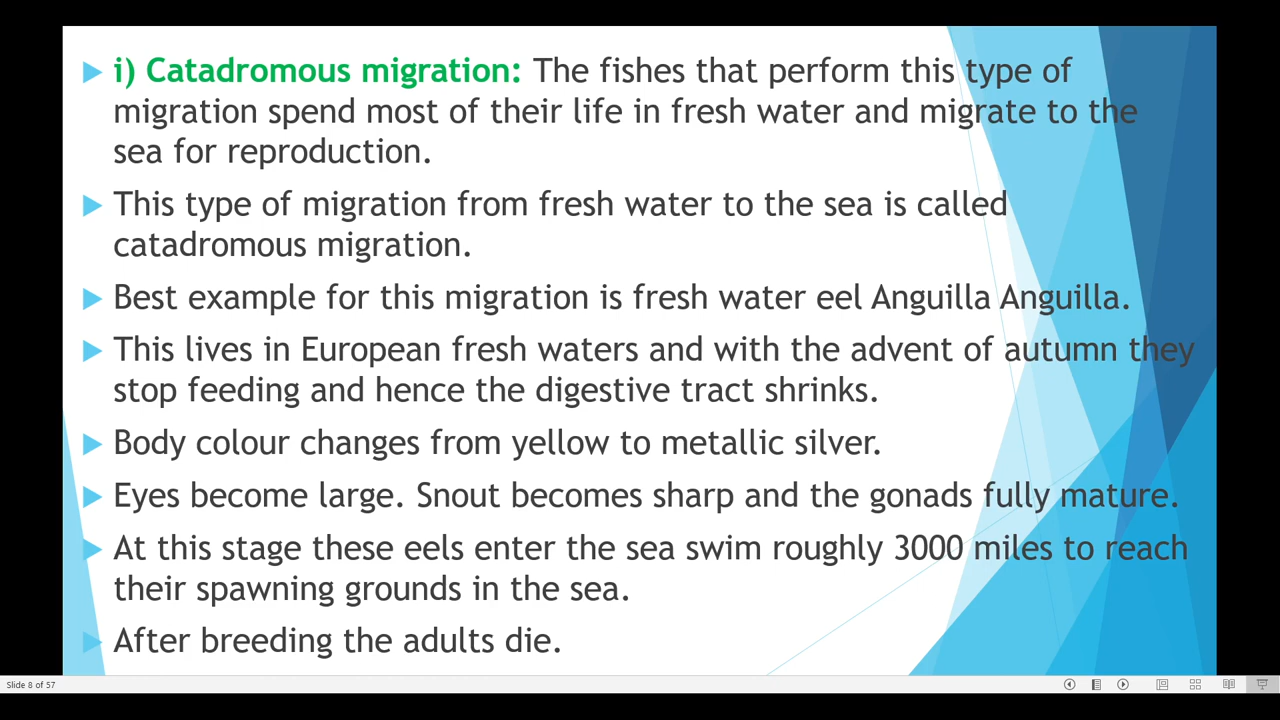 i) Catadromous migration: The fishes that perform this type of
migration spend most of their life in fresh water and migrate to the
sea for reproduction.
This type of migration from fresh water to the sea is called
catadromous migration.
Best example for this migration is fresh water eel Anguilla Anguilla.
This lives in European fresh waters and with the advent of autumn they
stop feeding and hence the digestive tract shrinks.
Body colour changes from yellow to metallic silver.
Eyes become large. Snout becomes sharp and the gonads fully mature.
At this stage these eels enter the sea swim roughly 3000 miles to reach
their spawning grounds in the sea.
After breeding the adults die.
Slide 8 of 57